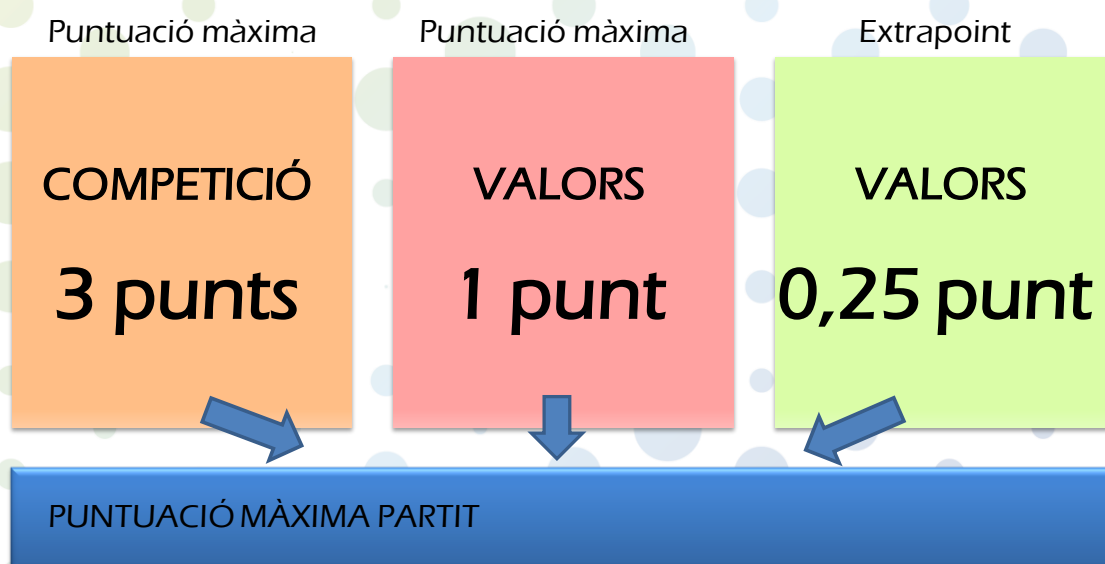 Puntuació màxima
COMPETICIÓ
3 punts
Puntuació màxima
VALORS
1 punt
Extrapoint
VALORS
0,25 punt
PUNTUACIÓ MÀXIMA PARTIT